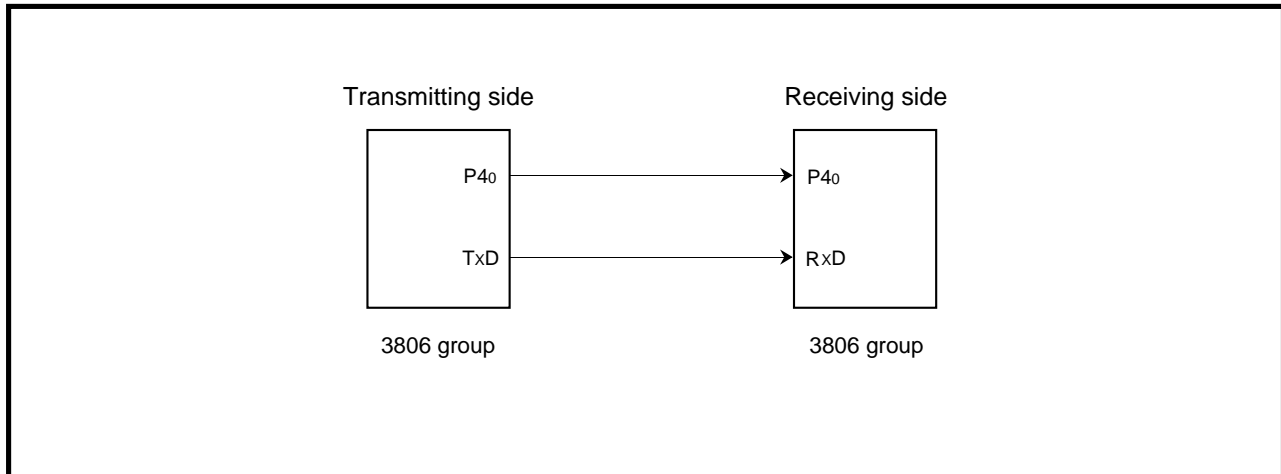 Transmitting side
Receiving side
P4₀
P4₀
TxD
RxD
3806 group
3806 group